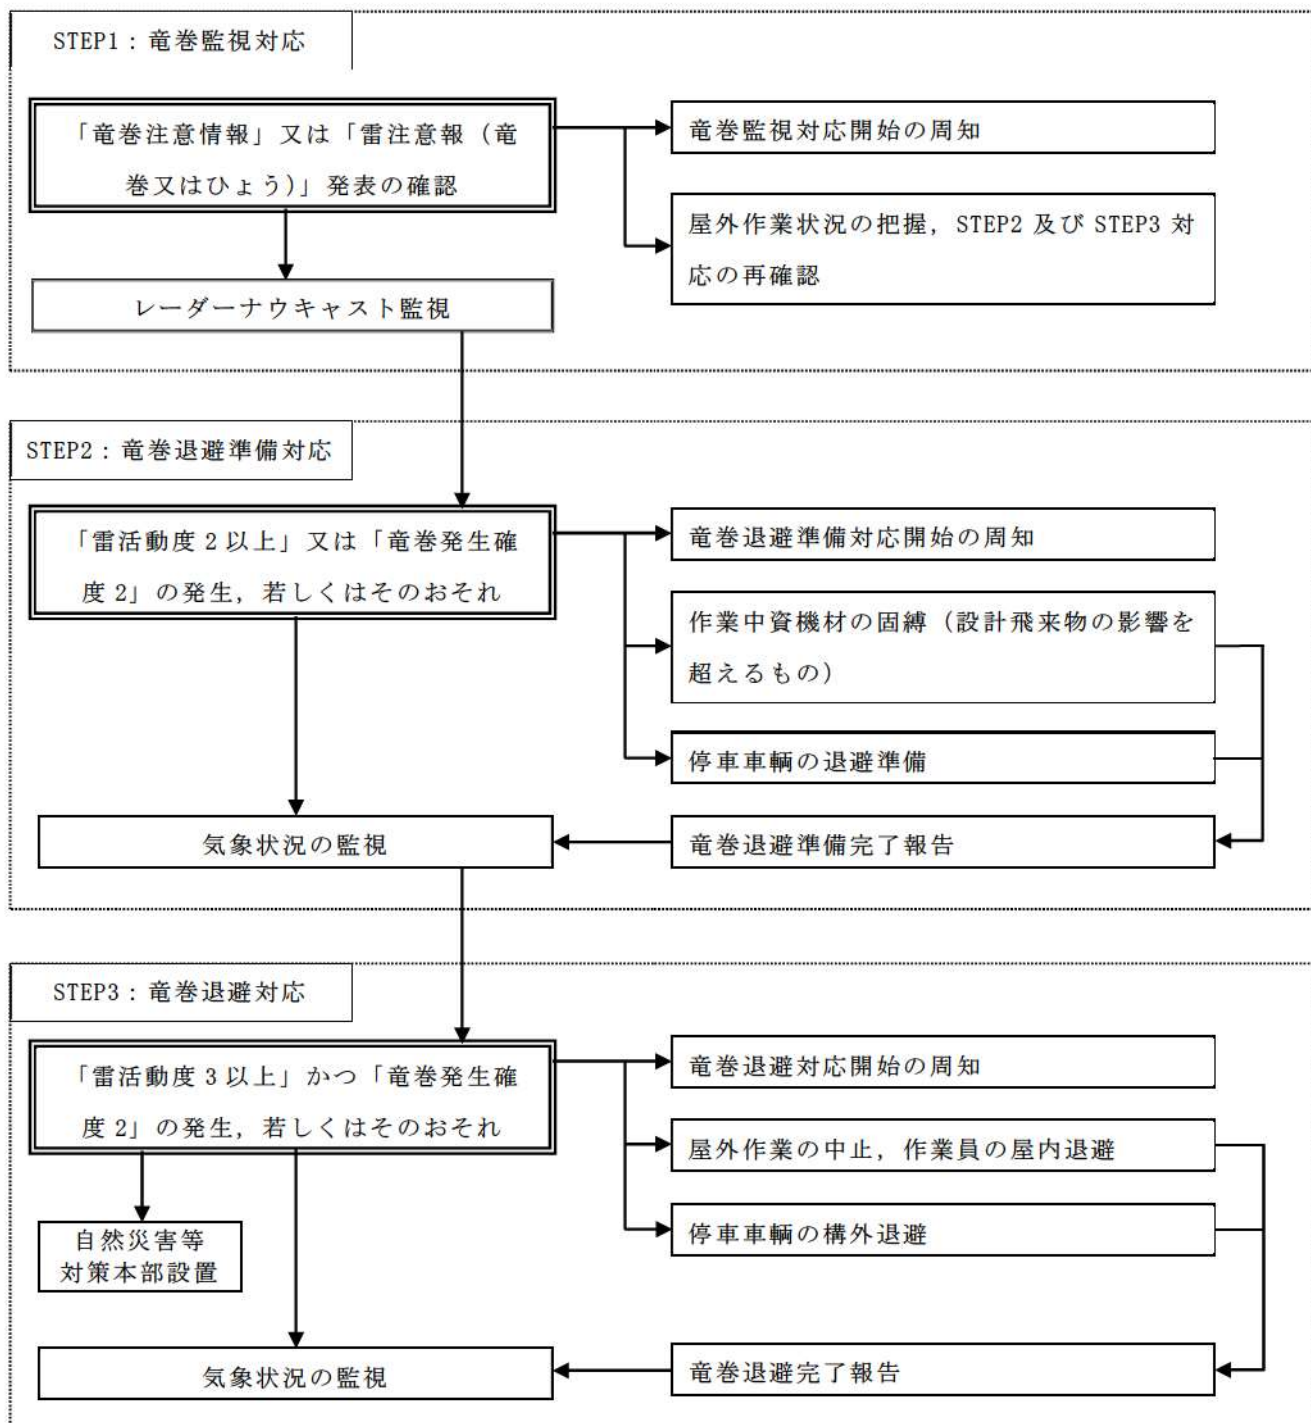 STEP1：竜巻監視対応
「竜巻注意情報」又は「雷注意報（竜
巻又はひょう)」発表の確認
竜巻監視対応開始の周知
屋外作業状況の把握，STEP2 及び STEP3 対
応の再確認
レーダーナウキャスト監視
STEP2：竜巻退避準備対応
「雷活動度 2 以上」又は「竜巻発生確
度 2」の発生，若しくはそのおそれ
竜巻退避準備対応開始の周知
作業中資機材の固縛（設計飛来物の影響を
超えるもの）
停車車輌の退避準備
気象状況の監視
竜巻退避準備完了報告
STEP3：竜巻退避対応
「雷活動度 3 以上」かつ「竜巻発生確
度 2」の発生，若しくはそのおそれ
竜巻退避対応開始の周知
屋外作業の中止，作業員の屋内退避
停車車輌の構外退避
自然災害等
対策本部設置
気象状況の監視
竜巻退避完了報告